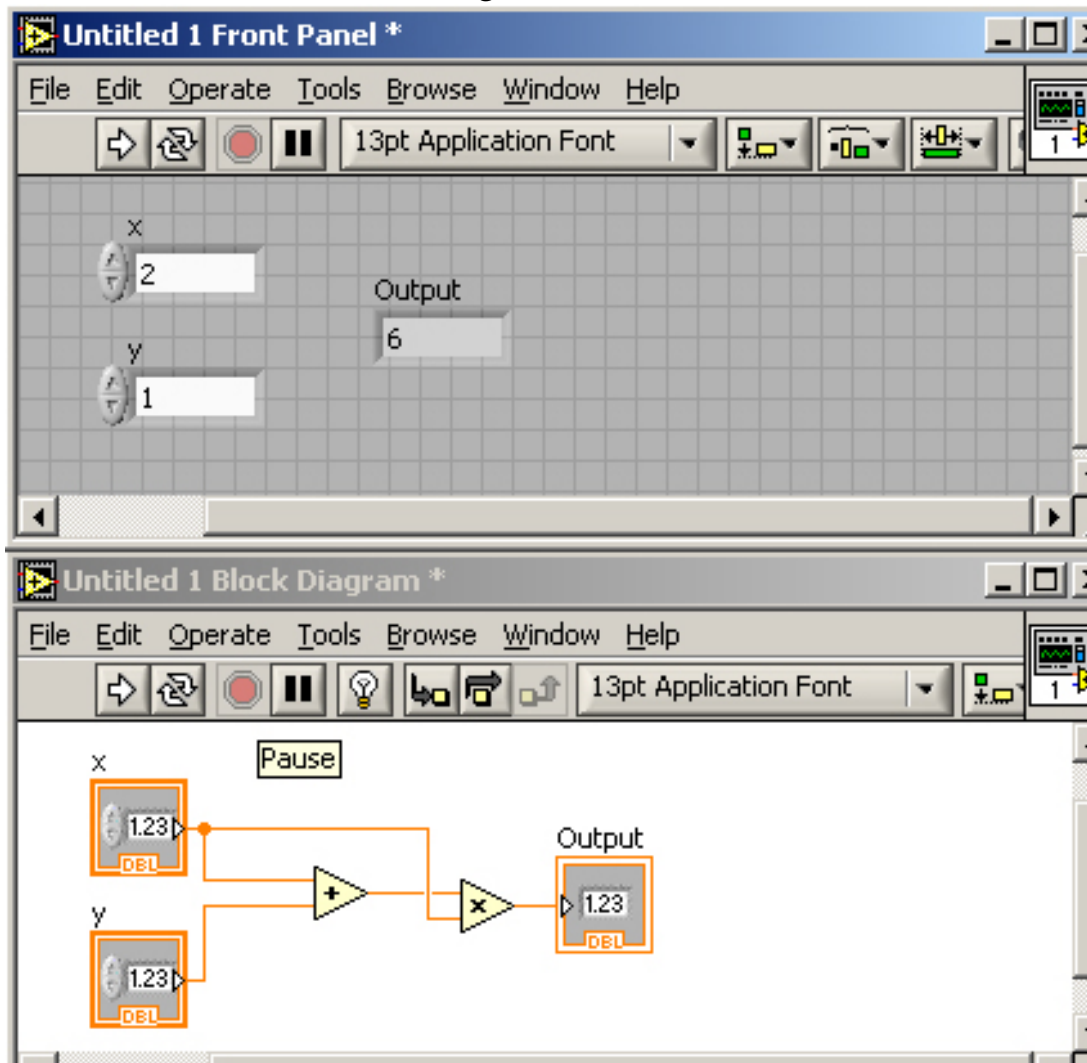 Untitled 1 Front Panel *
File Edit Operate Tools Browse Window Help
13pt Application Font
1
x
2
Output
6
y
1
Untitled 1 Block Diagram *
File Edit Operate Tools Browse Window Help
13pt Application Font
1
x
Pause
1.23
DBL
Output
+
×
1.23
DBL
y
1.23
DBL